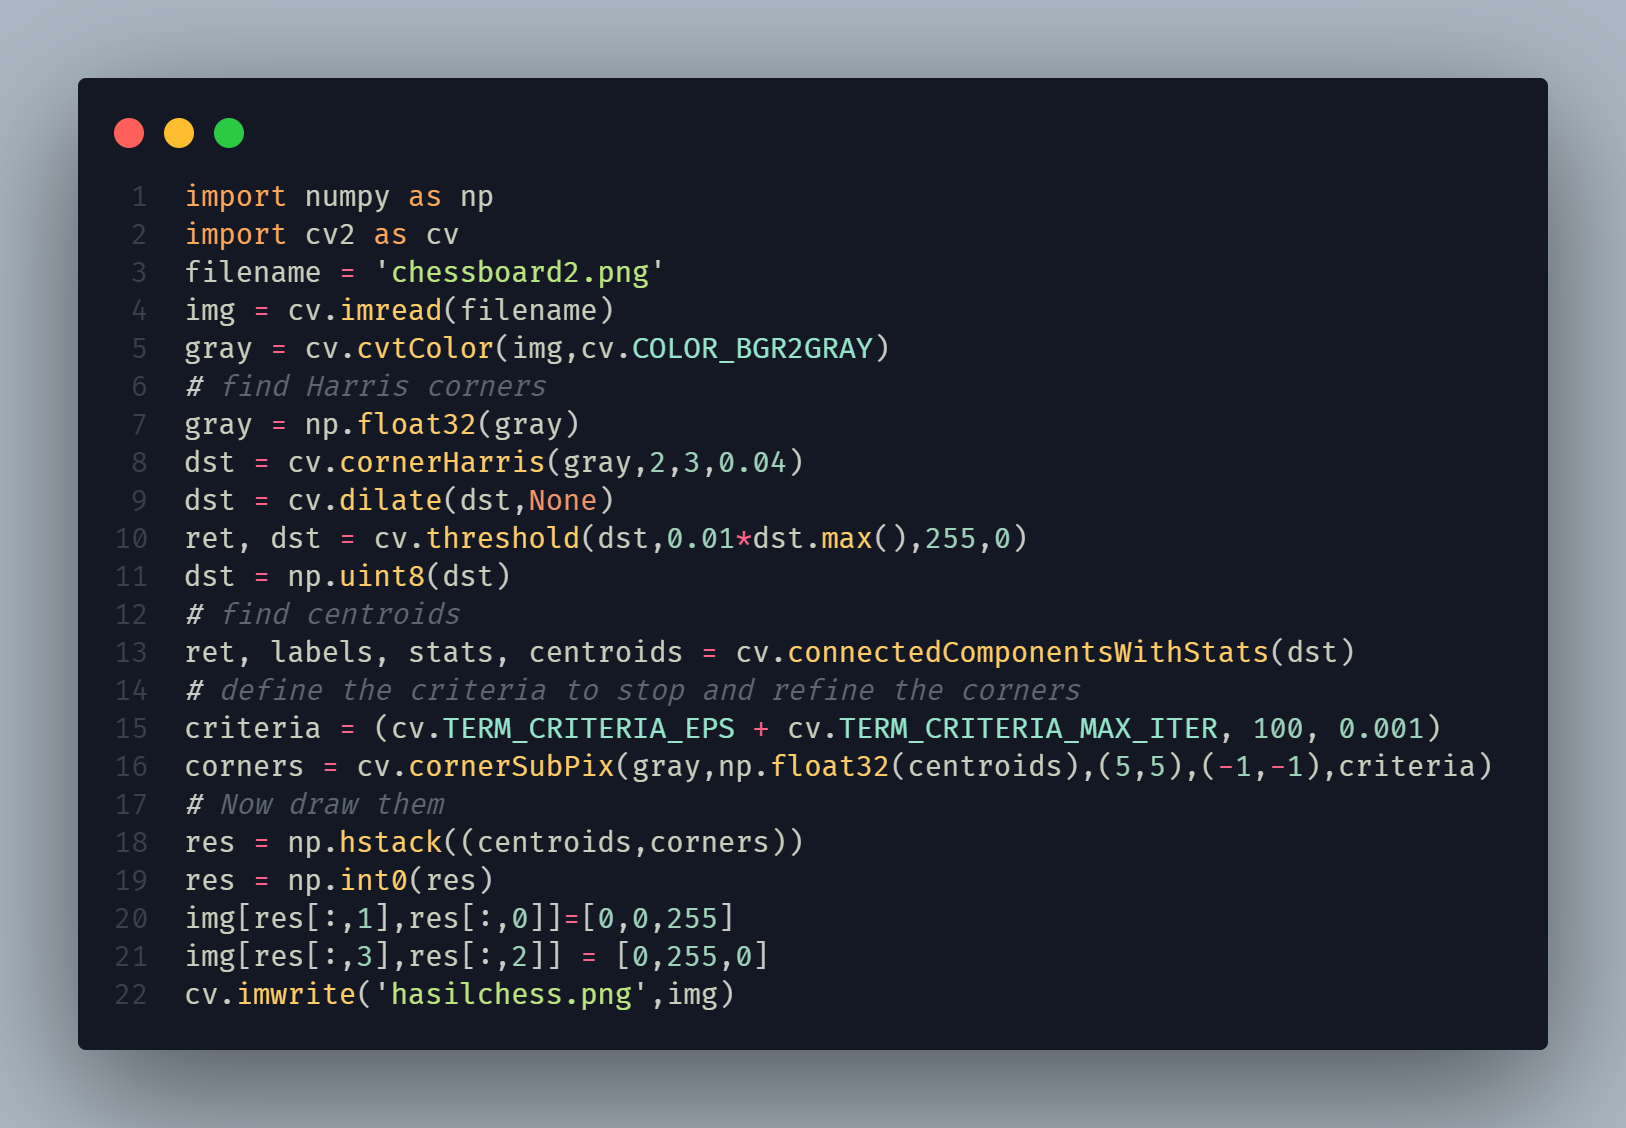 1 import numpy as np
2 import cv2 as cv
3 filename = 'chessboard2.png'
4 img = cv.imread(filename)
5 gray = cv.cvtColor(img,cv.COLOR_BGR2GRAY)
6 # find Harris corners
7 gray = np.float32(gray)
8 dst = cv.cornerHarris(gray,2,3,0.04)
9 dst = cv.dilate(dst,None)
10 ret, dst = cv.threshold(dst,0.01*dst.max(),255,0)
11 dst = np.uint8(dst)
12 # find centroids
13 ret, labels, stats, centroids = cv.connectedComponentsWithStats(dst)
14 # define the criteria to stop and refine the corners
15 criteria = (cv.TERM_CRITERIA_EPS + cv.TERM_CRITERIA_MAX_ITER, 100, 0.001)
16 corners = cv.cornerSubPix(gray,np.float32(centroids),(5,5),(-1,-1),criteria)
17 # Now draw them
18 res = np.hstack((centroids,corners))
19 res = np.int0(res)
20 img[res[:,1],res[:,0]]=[0,0,255]
21 img[res[:,3],res[:,2]] = [0,255,0]
22 cv.imwrite('hasilchess.png',img)